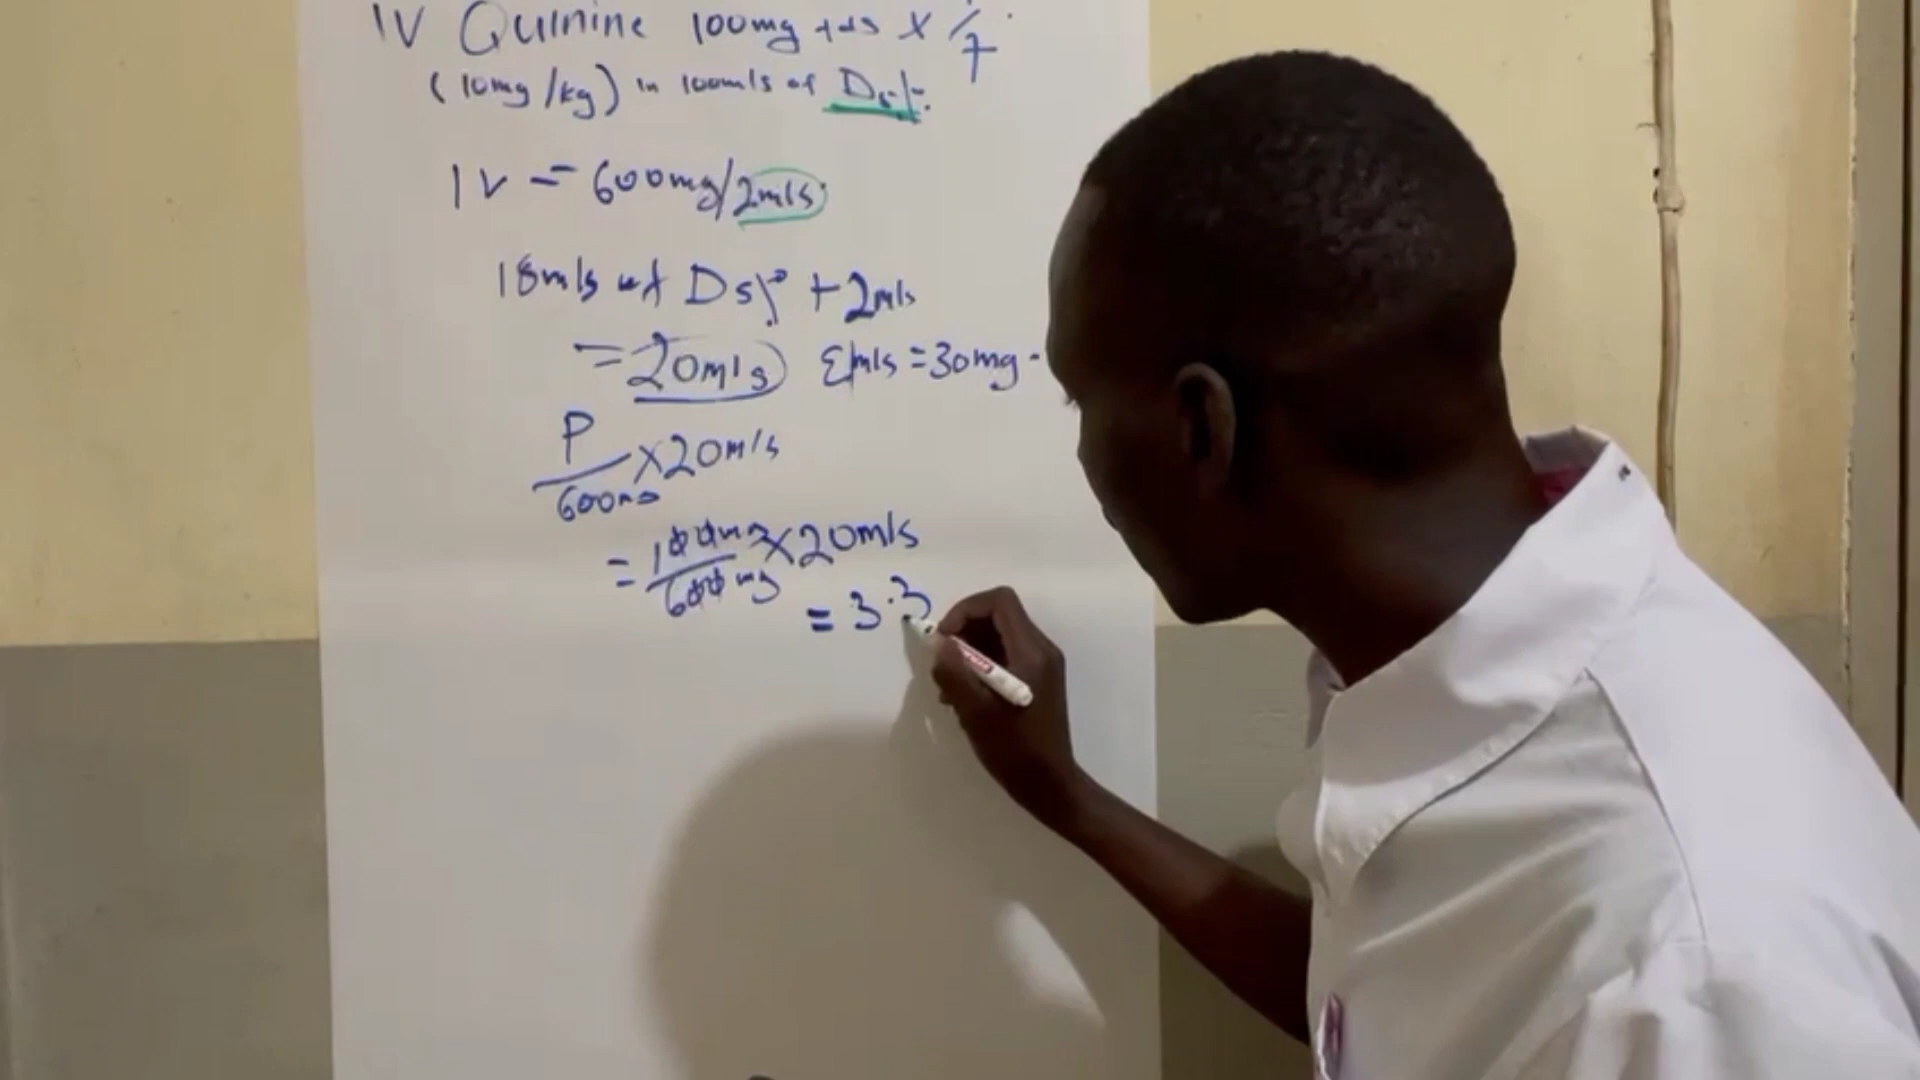 IV Quinine 100mg tds x 1/7
(10mg/kg) in 100mls of D5%.
IV = 600mg/2mls
18mls of D5% + 2mls
= 20mls 1mls = 30mg
P/600mg x 20mls
= 100mg/600mg x 20mls
= 3.3